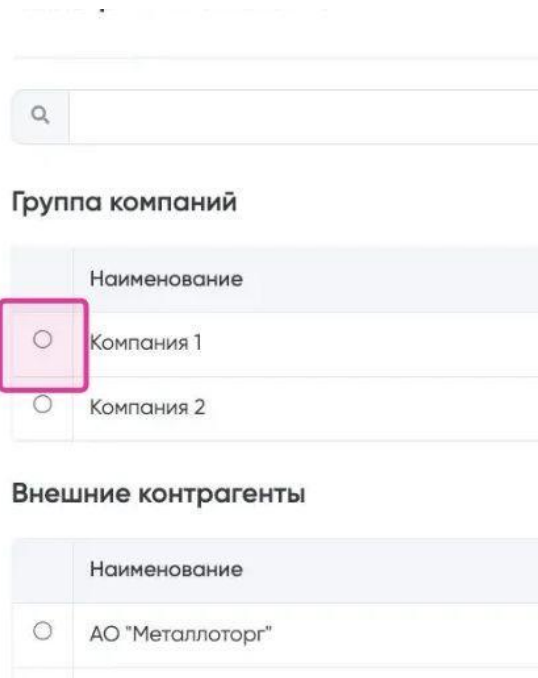 Группа компаний
Наименование
Компания 1
Компания 2
Внешние контрагенты
Наименование
АО "Металлоторг"